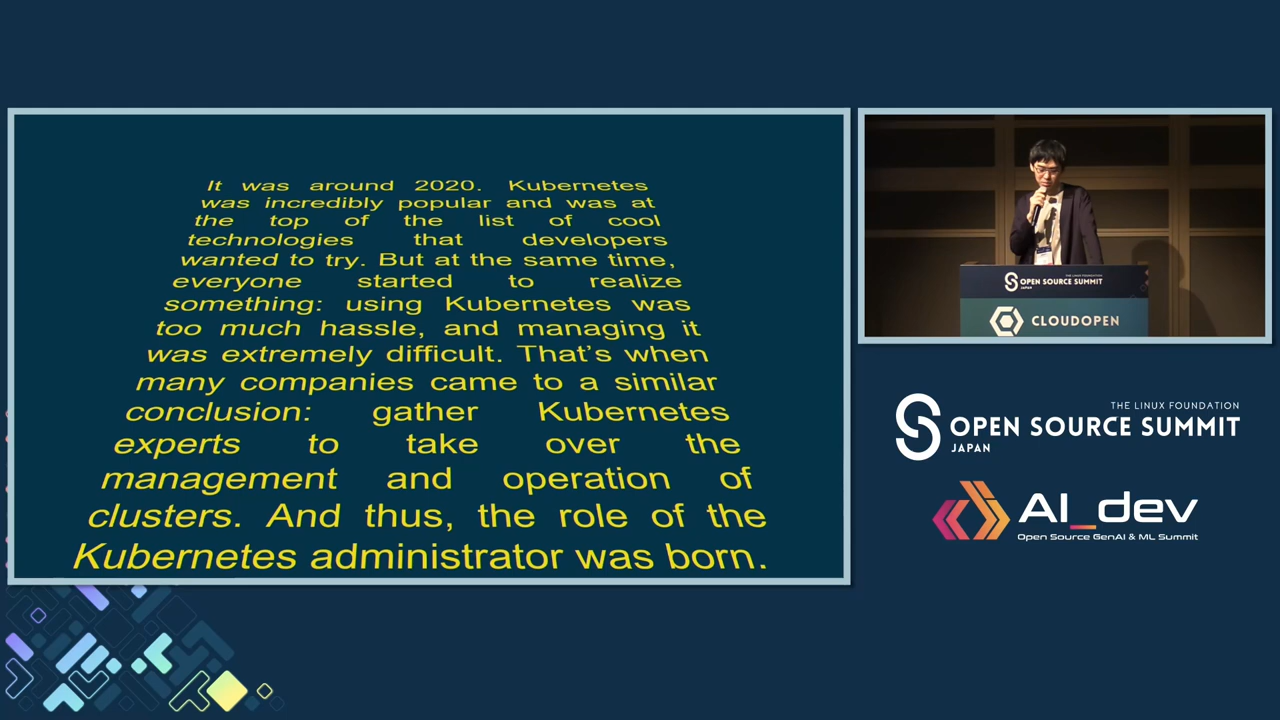 It was around 2020. Kubernetes
was incredibly popular and was at
the top of the list of cool
technologies that developers
wanted to try. But at the same time,
everyone started to realize
something: using Kubernetes was
too much hassle, and managing it
was extremely difficult. That's when
many companies came to a similar
conclusion: gather Kubernetes
experts to take over the
management and operation of
clusters. And thus, the role of the
Kubernetes administrator was born.
THE LINUX FOUNDATION
OPEN SOURCE SUMMIT
JAPAN
CLOUDOPEN
THE LINUX FOUNDATION
OPEN SOURCE SUMMIT
JAPAN
AI_dev
Open Source GenAI & ML Summit